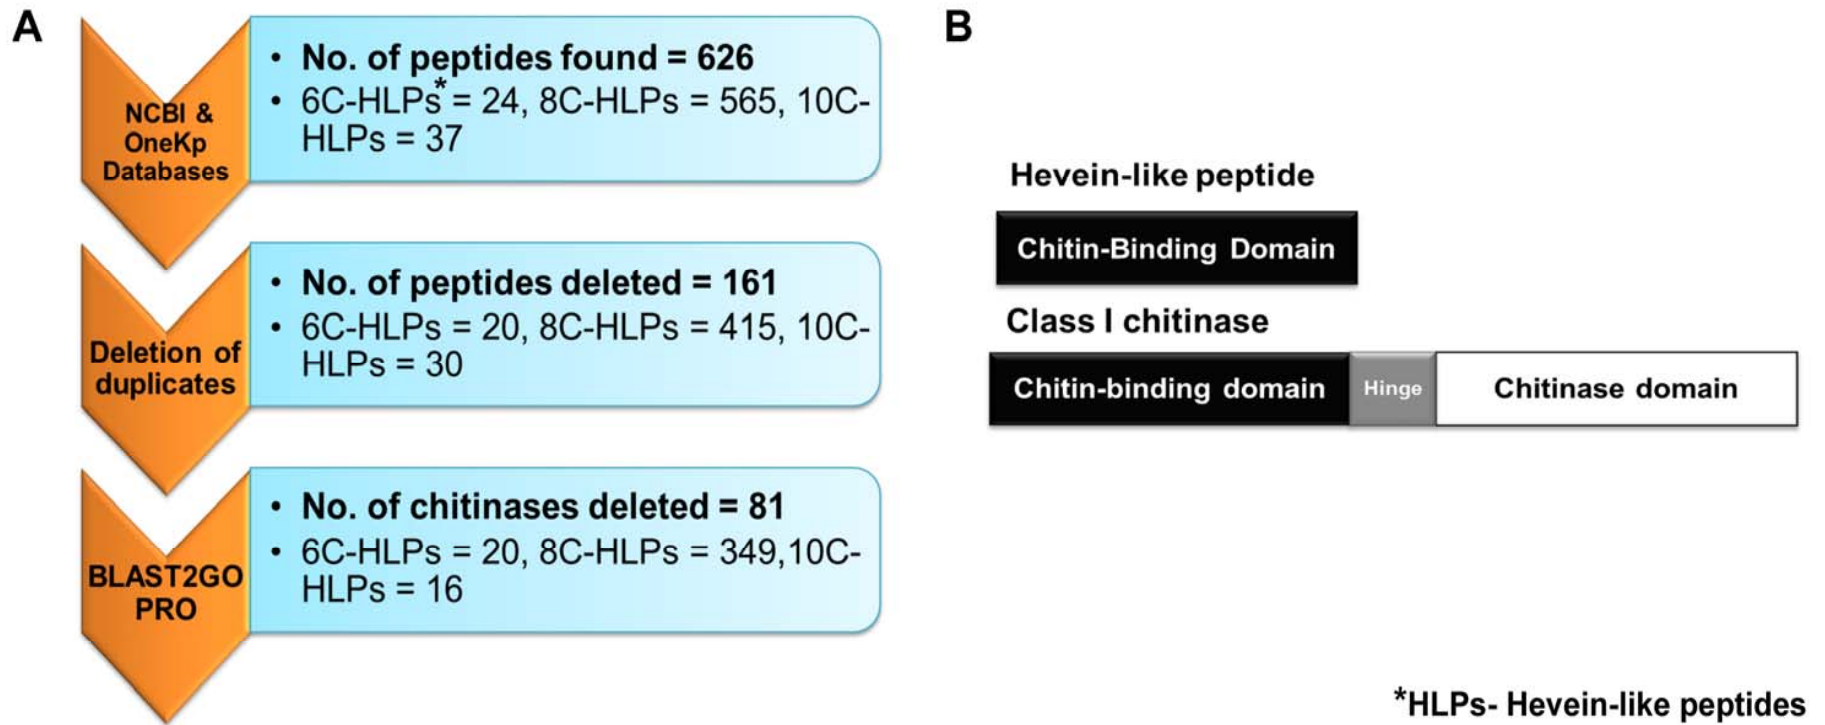 A
NCBI &
OneKp
Databases
• No. of peptides found = 626
• 6C-HLPs* = 24, 8C-HLPs = 565, 10C-
HLPs = 37
Deletion of
duplicates
• No. of peptides deleted = 161
• 6C-HLPs = 20, 8C-HLPs = 415, 10C-
HLPs = 30
BLAST2GO
PRO
• No. of chitinases deleted = 81
• 6C-HLPs = 20, 8C-HLPs = 349,10C-
HLPs = 16
B
Hevein-like peptide
Chitin-Binding Domain
Class I chitinase
Chitin-binding domain Hinge Chitinase domain
*HLPs- Hevein-like peptides